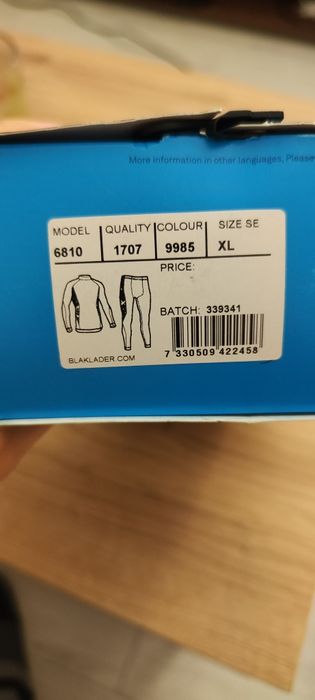 More information in other languages, Please
MODEL QUALITY COLOUR SIZE SE
6810 1707 9985 XL
PRICE:
BATCH: 339341
BLAKLADER.COM
7 330509 422458